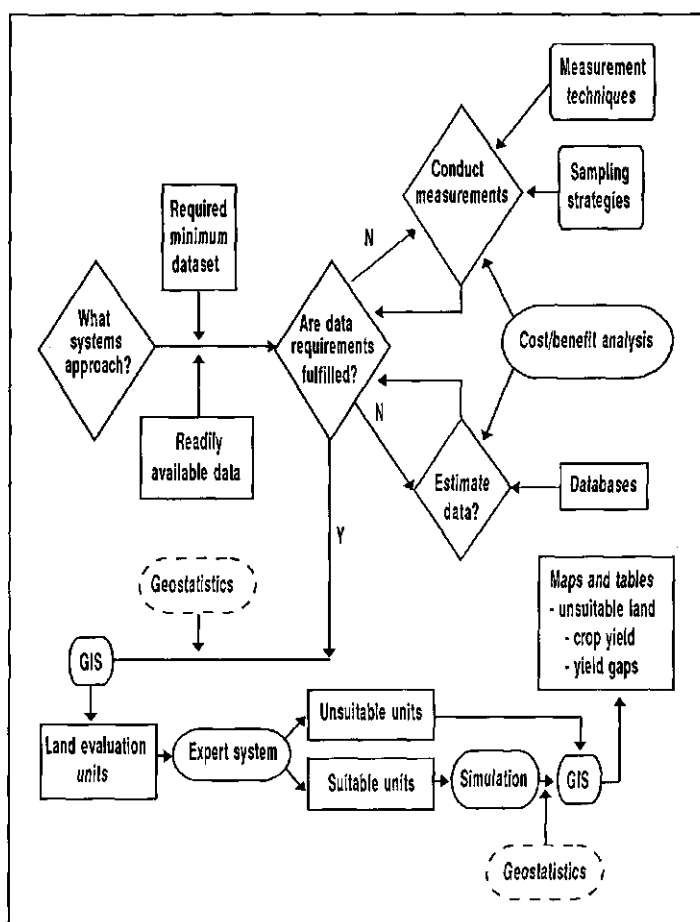 Measurement
techniques
Conduct
measurements
Sampling
strategies
Required
minimum
dataset
N
What
systems
approach?
Are data
requirements
fulfilled?
Cost/benefit analysis
Readily
available data
N
Estimate
data?
Databases
Y
Geostatistics
Maps and tables
- unsuitable land
- crop yield
- yield gaps
GIS
Land evaluation
units
Expert system
Unsuitable units
Suitable units
Simulation
GIS
Geostatistics